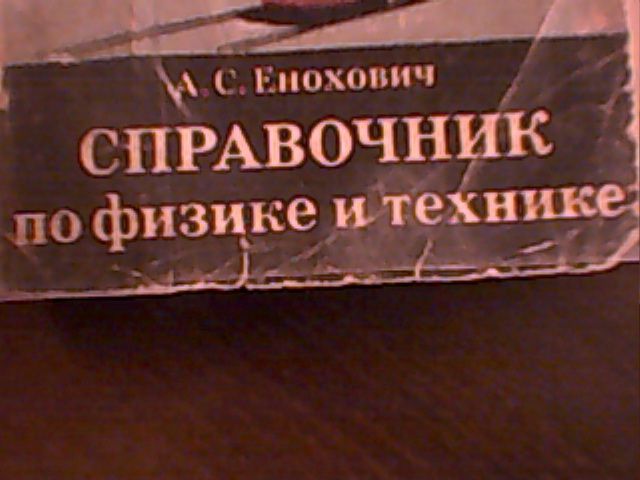 А. С. Енохович
СПРАВОЧНИК
по физике и технике